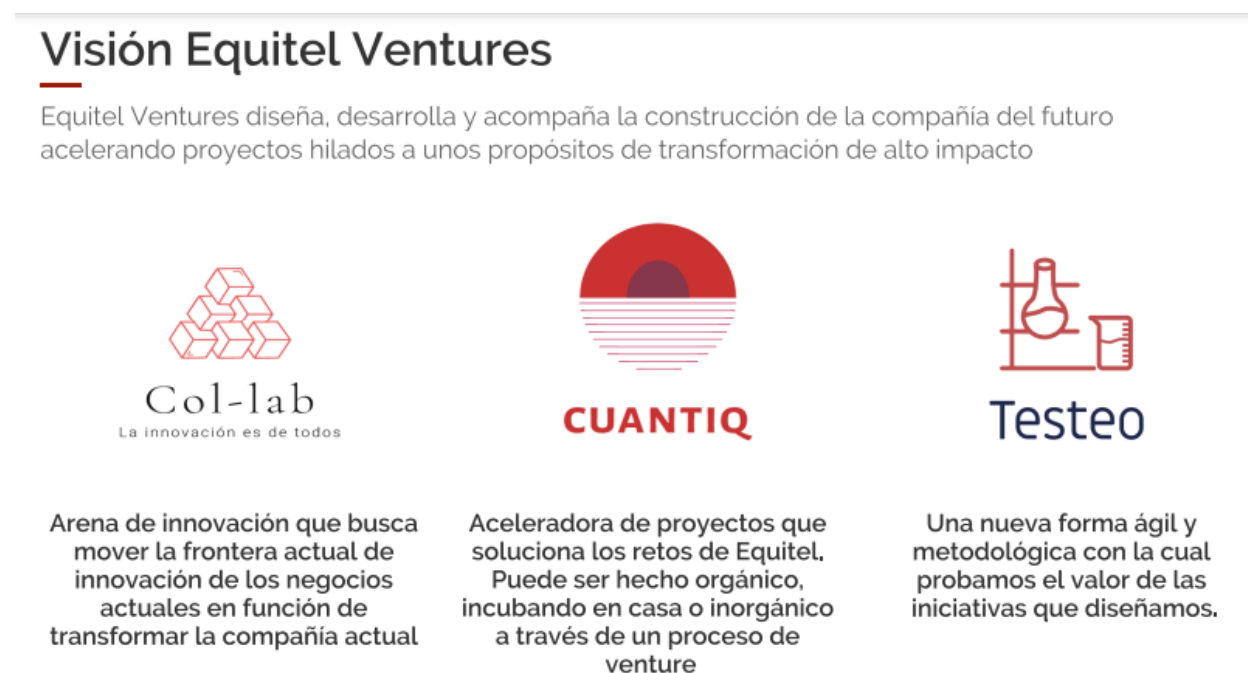 Visión Equitel Ventures
Equitel Ventures diseña, desarrolla y acompaña la construcción de la compañía del futuro
acelerando proyectos hilados a unos propósitos de transformación de alto impacto
Col-lab
La innovación es de todos
Arena de innovación que busca
mover la frontera actual de
innovación de los negocios
actuales en función de
transformar la compañía actual
CUANTIQ
Aceleradora de proyectos que
soluciona los retos de Equitel.
Puede ser hecho orgánico,
incubando en casa o inorgánico
a través de un proceso de
venture
Testeo
Una nueva forma ágil y
metodológica con la cual
probamos el valor de las
iniciativas que diseñamos.